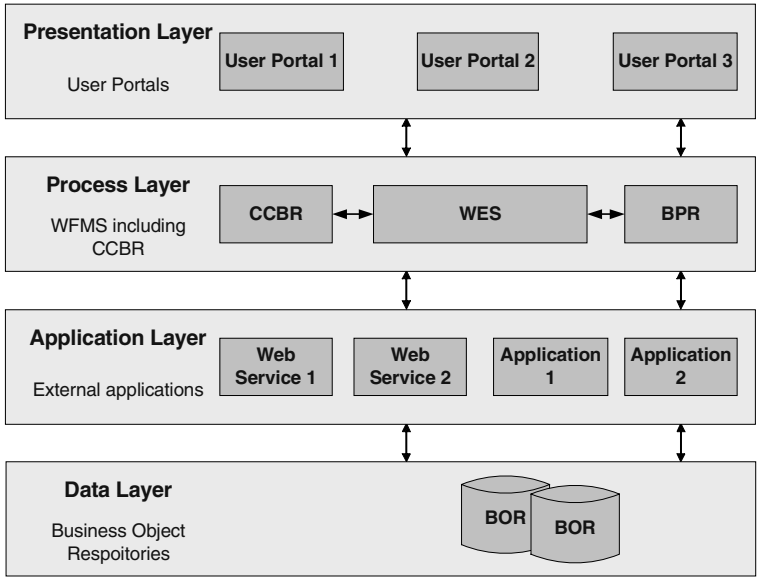 Presentation Layer
User Portals
User Portal 1
User Portal 2
User Portal 3
Process Layer
WFMS including
CCBR
CCBR
WES
BPR
Application Layer
External applications
Web
Service 1
Web
Service 2
Application
1
Application
2
Data Layer
Business Object
Respoitories
BOR
BOR